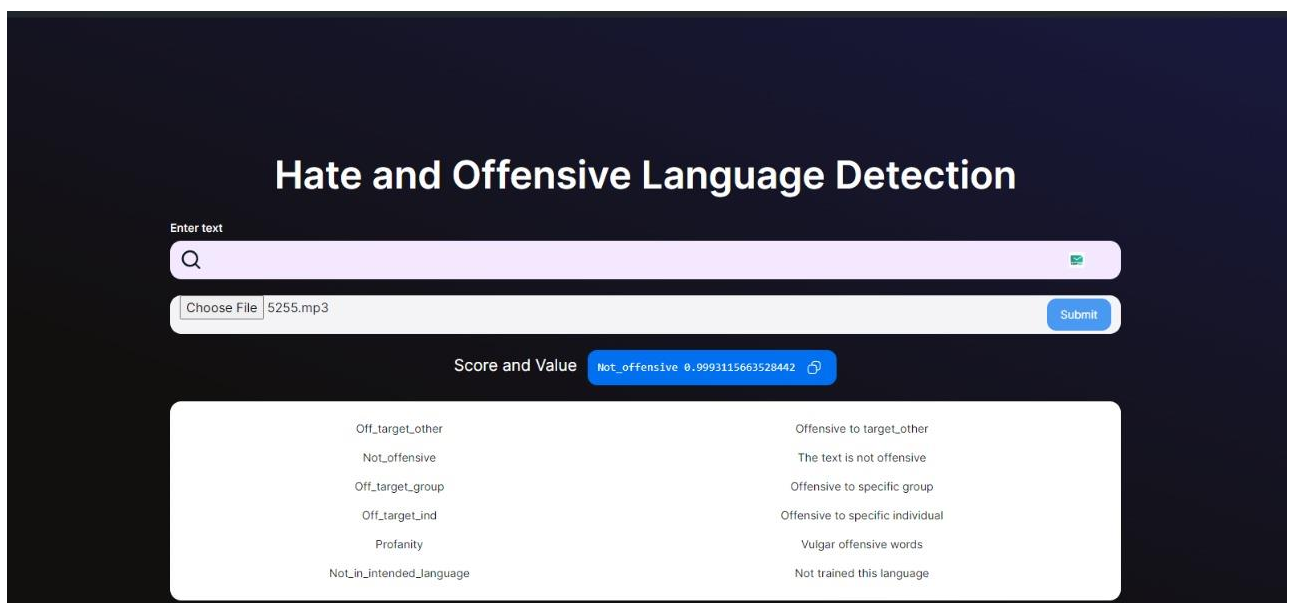 Hate and Offensive Language Detection
Enter text
Choose File 5255.mp3
Submit
Score and Value Not_offensive 0.9993115663528442
Off_target_other Offensive to target_other
Not_offensive The text is not offensive
Off_target_group Offensive to specific group
Off_target_ind Offensive to specific individual
Profanity Vulgar offensive words
Not_in_intended_language Not trained this language